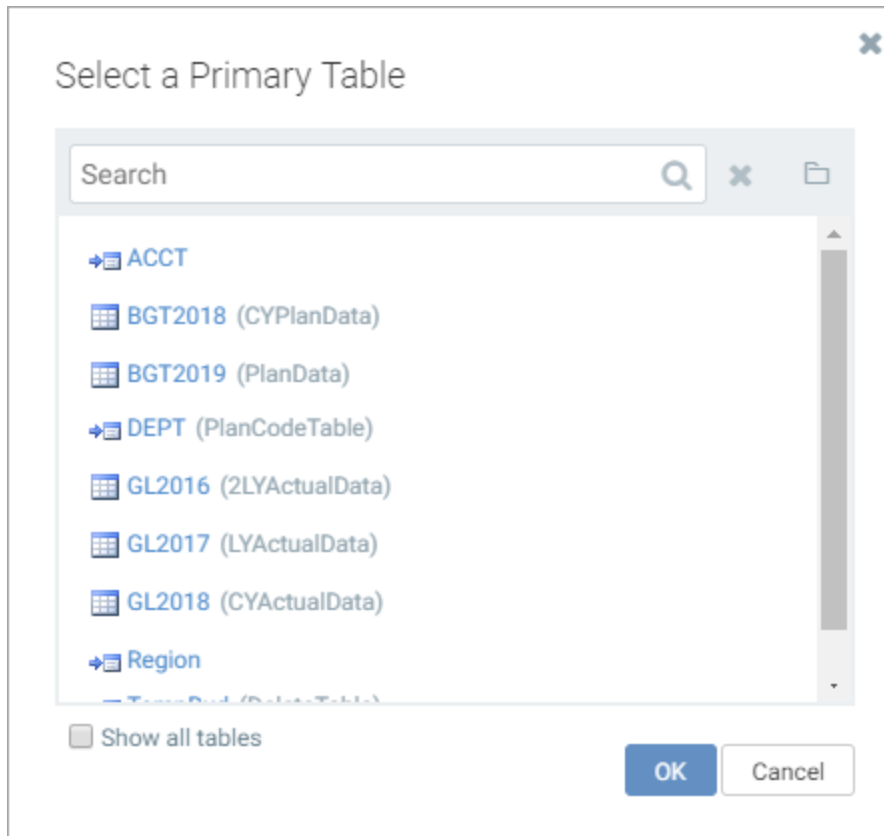 Select a Primary Table
Search
ACCT
BGT2018 (CYPlanData)
BGT2019 (PlanData)
DEPT (PlanCodeTable)
GL2016 (2LYActualData)
GL2017 (LYActualData)
GL2018 (CYActualData)
Region
Show all tables
OK
Cancel